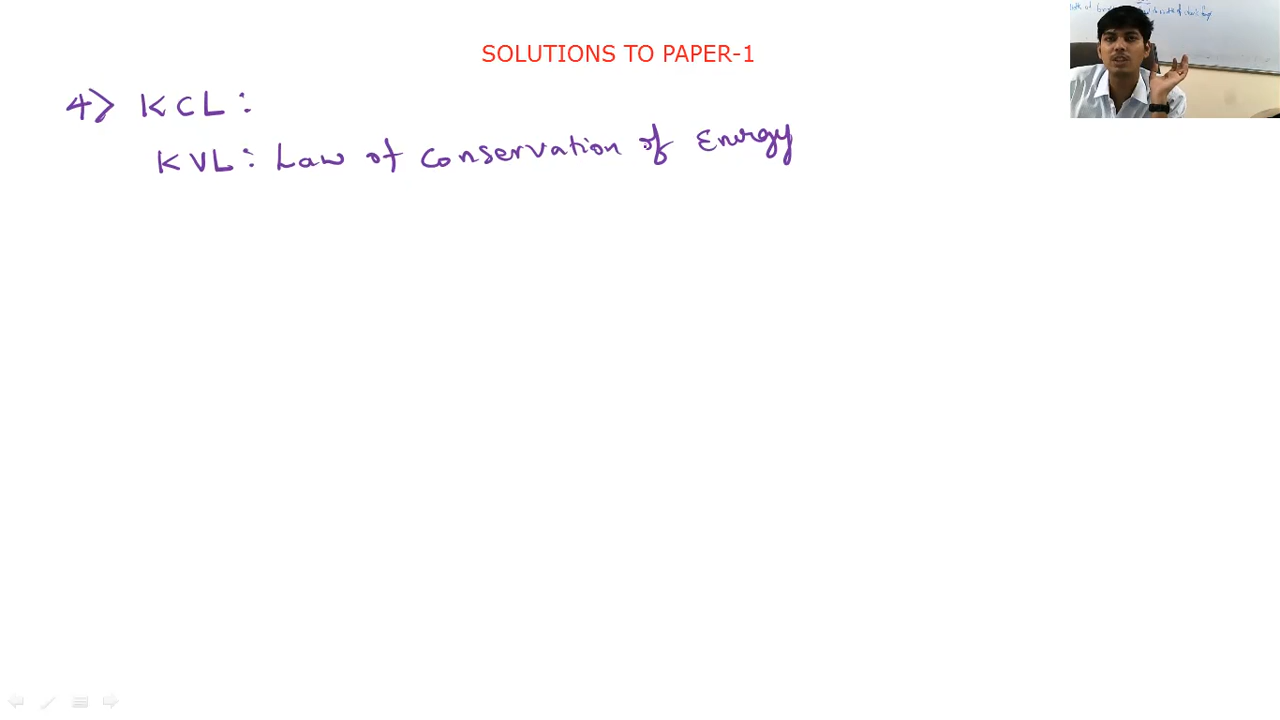 SOLUTIONS TO PAPER-1
4> KCL:
KVL: Law of conservation of Energy